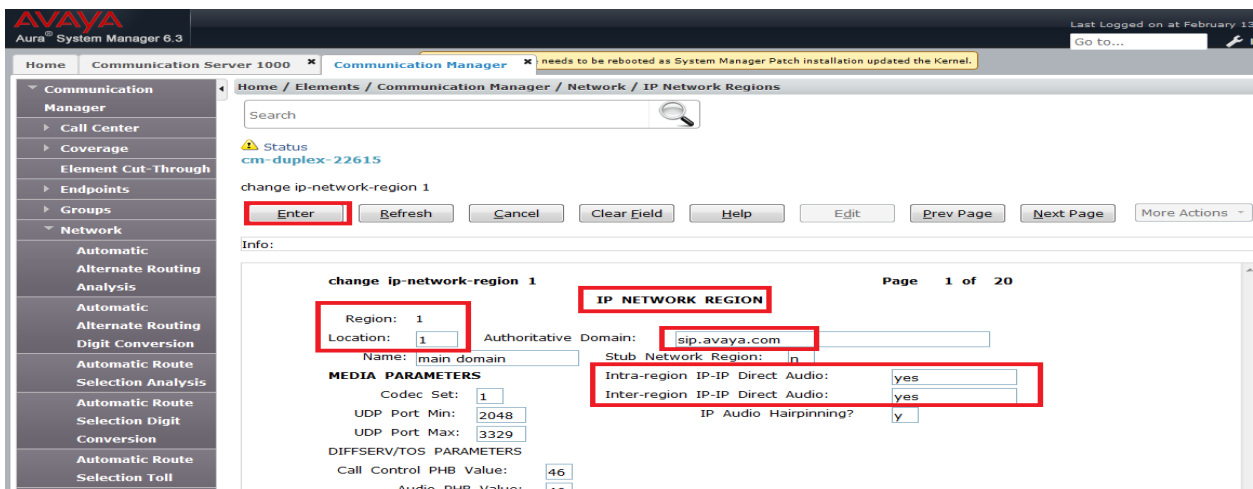 AVAYA
Aura® System Manager 6.3
Last Logged on at February 13
Go to...
Home
Communication Server 1000 ×
Communication Manager ×
needs to be rebooted as System Manager Patch installation updated the Kernel.
Communication Manager
Call Center
Coverage
Element Cut-Through
Endpoints
Groups
Network
Automatic
Alternate Routing
Analysis
Automatic
Alternate Routing
Digit Conversion
Automatic Route
Selection Analysis
Automatic Route
Selection Digit
Conversion
Automatic Route
Selection Toll
Home / Elements / Communication Manager / Network / IP Network Regions
Search
Status
cm-duplex-22615
change ip-network-region 1
Enter Refresh Cancel Clear Field Help Edit Prev Page Next Page More Actions
Info:
change ip-network-region 1 Page 1 of 20
IP NETWORK REGION
Region: 1
Location: 1 Authoritative Domain: sip.avaya.com
Name: main domain Stub Network Region: n
MEDIA PARAMETERS Intra-region IP-IP Direct Audio: yes
Codec Set: 1 Inter-region IP-IP Direct Audio: yes
UDP Port Min: 2048 IP Audio Hairpinning? y
UDP Port Max: 3329
DIFFSERV/TOS PARAMETERS
Call Control PHB Value: 46
Audio PHB Value: